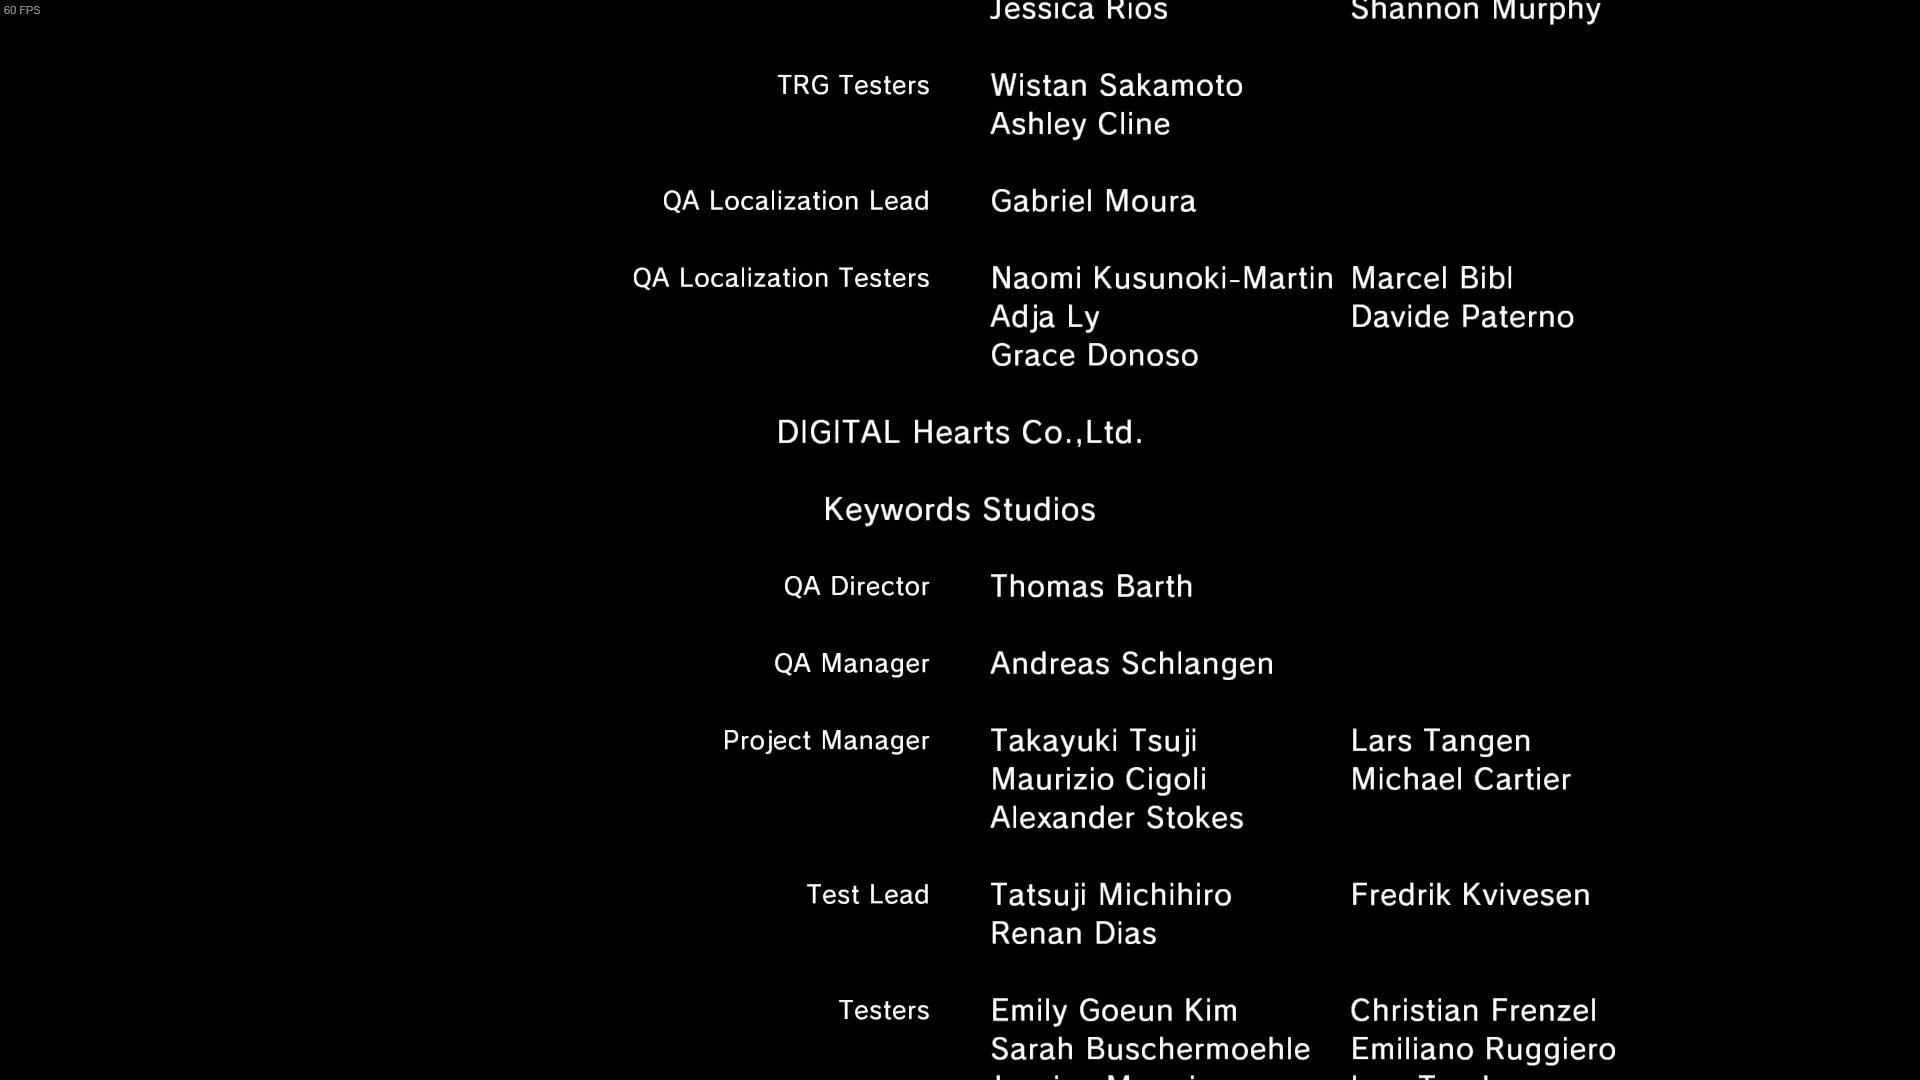 60 FPS
Jessica Rios Shannon Murphy
TRG Testers Wistan Sakamoto
Ashley Cline
QA Localization Lead Gabriel Moura
QA Localization Testers Naomi Kusunoki-Martin Marcel Bibl
Adja Ly Davide Paterno
Grace Donoso
DIGITAL Hearts Co.,Ltd.
Keywords Studios
QA Director Thomas Barth
QA Manager Andreas Schlangen
Project Manager Takayuki Tsuji Lars Tangen
Maurizio Cigoli Michael Cartier
Alexander Stokes
Test Lead Tatsuji Michihiro Fredrik Kvivesen
Renan Dias
Testers Emily Goeun Kim Christian Frenzel
Sarah Buschermoehle Emiliano Ruggiero